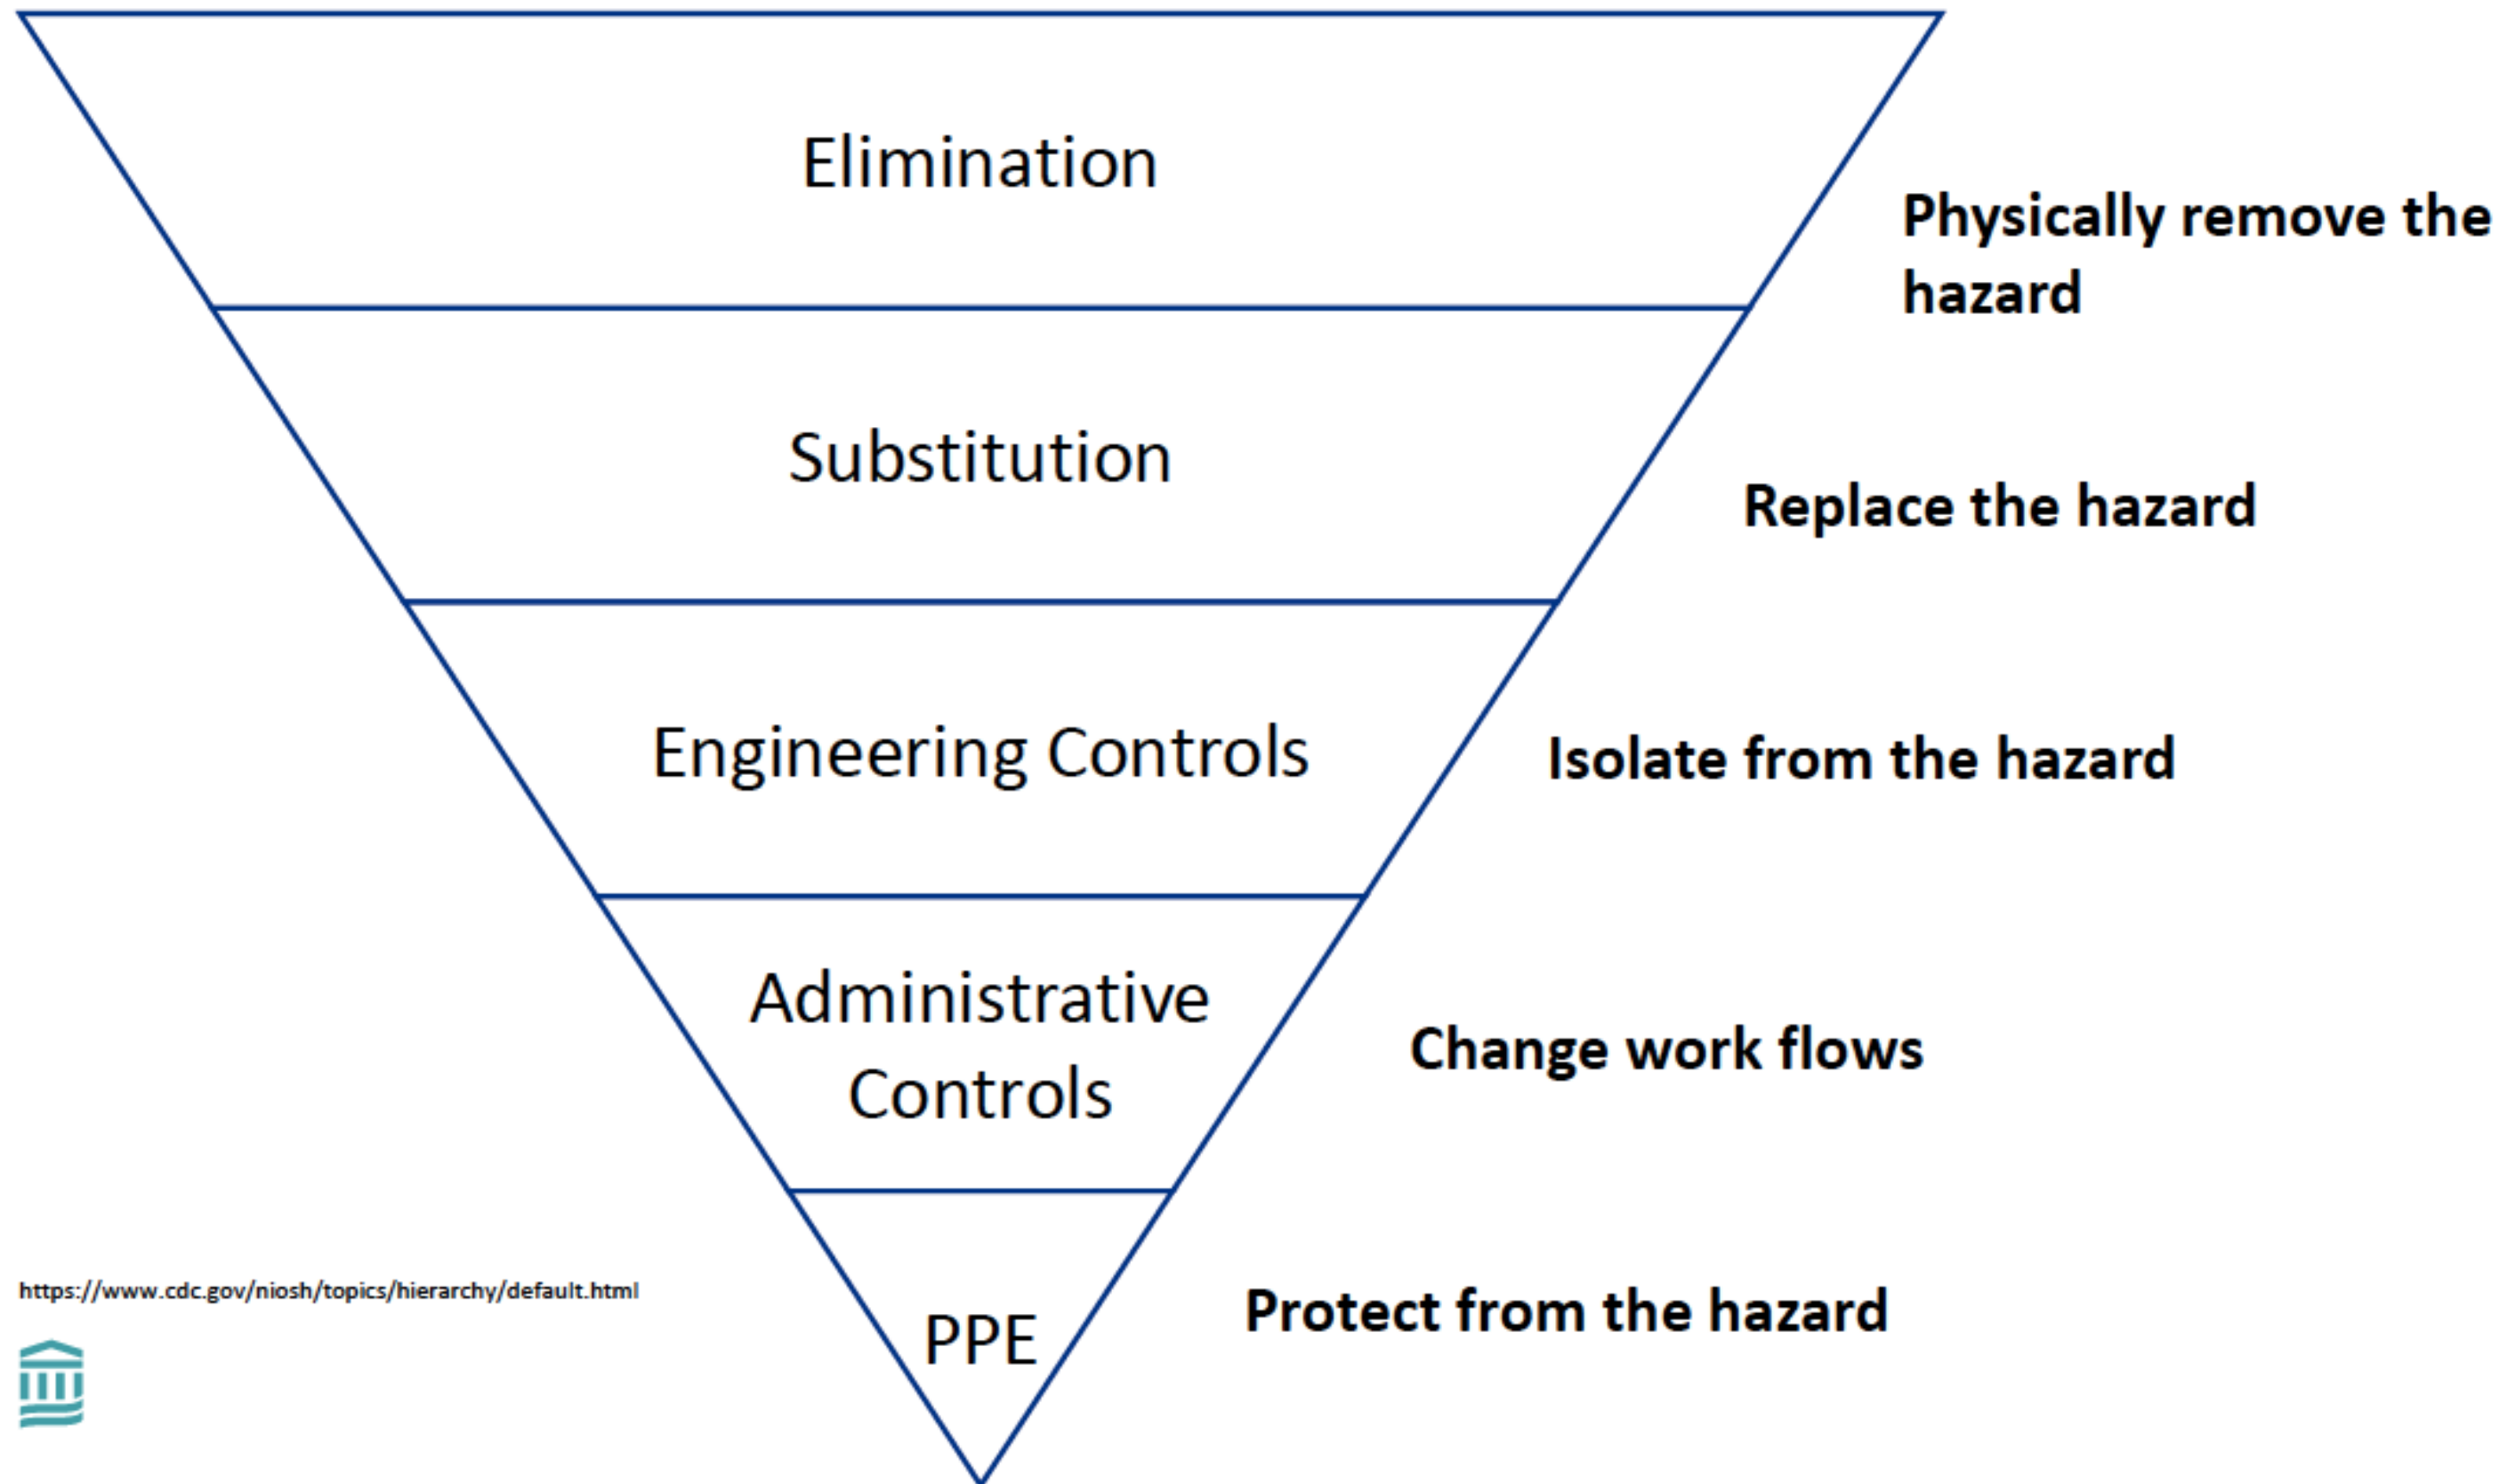 Elimination
Physically remove the
hazard
Substitution
Replace the hazard
Engineering Controls
Isolate from the hazard
Administrative
Controls
Change work flows
PPE
Protect from the hazard
https://www.cdc.gov/niosh/topics/hierarchy/default.html